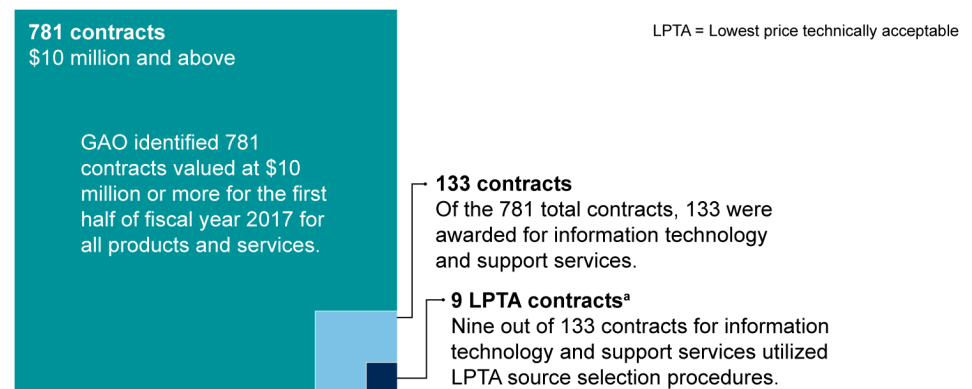 781 contracts
$10 million and above
LPTA = Lowest price technically acceptable
GAO identified 781
contracts valued at $10
million or more for the first
half of fiscal year 2017 for
all products and services.
133 contracts
Of the 781 total contracts, 133 were
awarded for information technology
and support services.
9 LPTA contractsª
Nine out of 133 contracts for information
technology and support services utilized
LPTA source selection procedures.